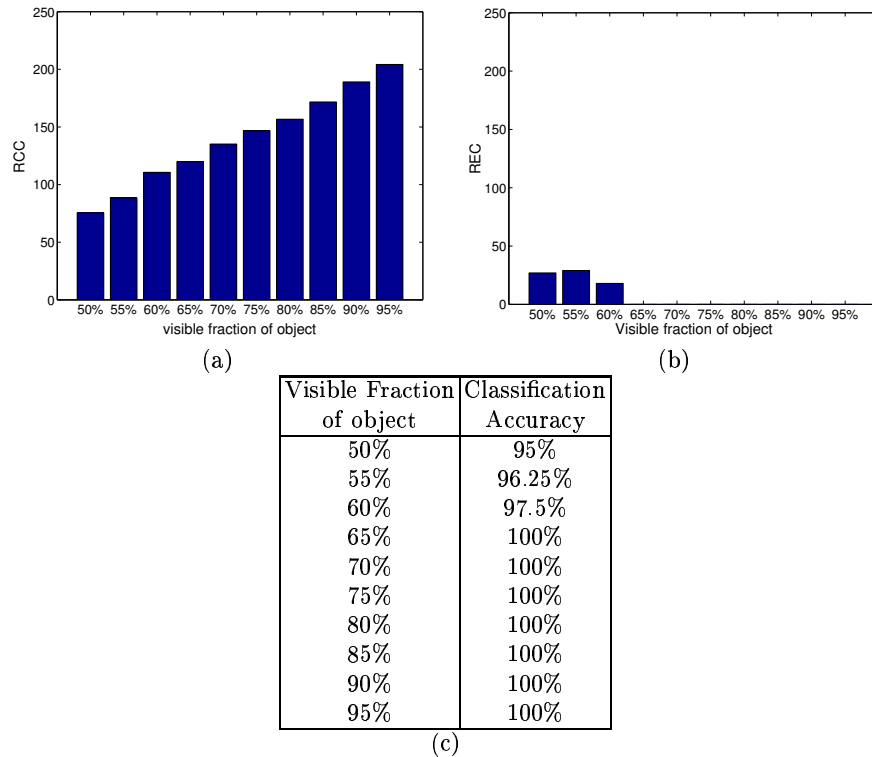 250
200
150
100
50
0
RCC
50% 55% 60% 65% 70% 75% 80% 85% 90% 95%
visible fraction of object
(a)
250
200
150
100
50
0
REC
50% 55% 60% 65% 70% 75% 80% 85% 90% 95%
Visible fraction of object
(b)
Visible Fraction Classification
of object Accuracy
50% 95%
55% 96.25%
60% 97.5%
65% 100%
70% 100%
75% 100%
80% 100%
85% 100%
90% 100%
95% 100%
(c)